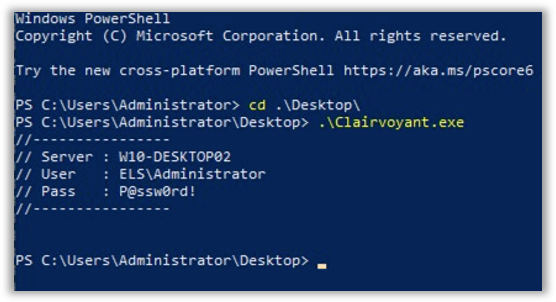 Windows PowerShell
Copyright (C) Microsoft Corporation. All rights reserved.
Try the new cross-platform PowerShell https://aka.ms/pscore6
PS C:\Users\Administrator> cd .\Desktop\
PS C:\Users\Administrator\Desktop> .\Clairvoyant.exe
//----------------
// Server : W10-DESKTOP02
// User   : ELS\Administrator
// Pass   : P@ssw0rd!
//----------------
PS C:\Users\Administrator\Desktop> _